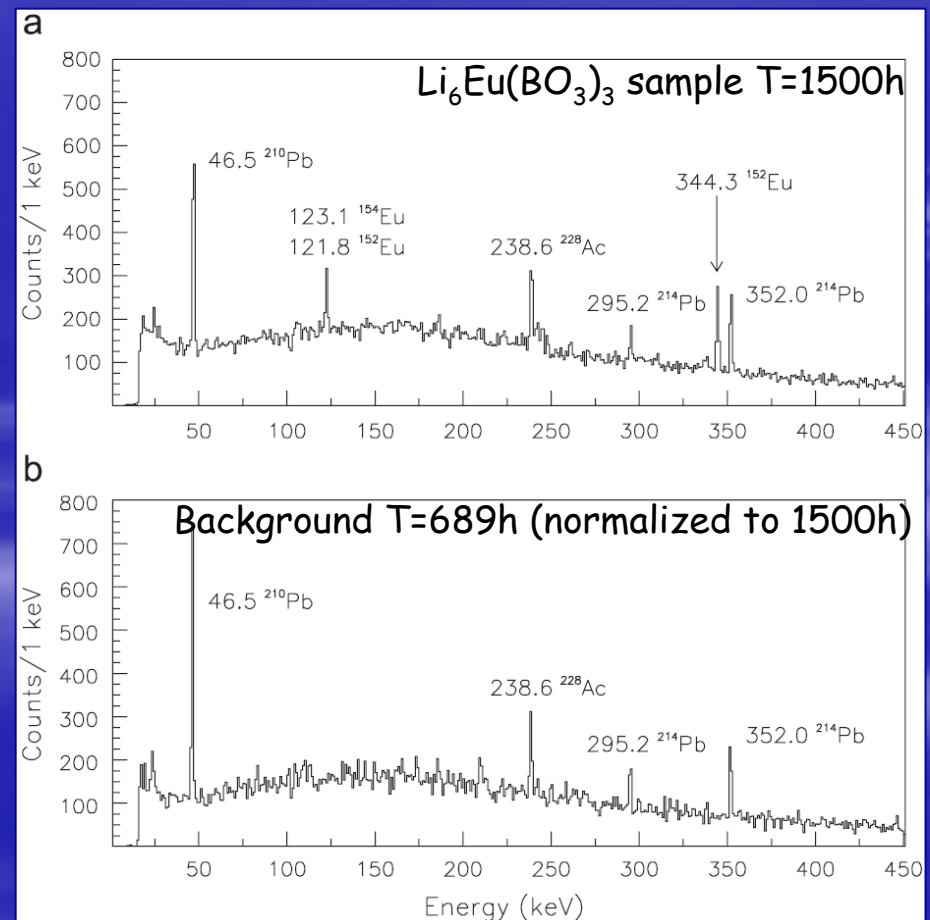 a
Li₆Eu(BO₃)₃ sample T=1500h
Counts/1 keV
800
700
600
500
400
300
200
100
46.5 ²¹⁰Pb
123.1 ¹⁵⁴Eu
121.8 ¹⁵²Eu
238.6 ²²⁸Ac
344.3 ¹⁵²Eu
295.2 ²¹⁴Pb
352.0 ²¹⁴Pb
50 100 150 200 250 300 350 400 450
b
Background T=689h (normalized to 1500h)
Counts/1 keV
800
700
600
500
400
300
200
100
46.5 ²¹⁰Pb
238.6 ²²⁸Ac
295.2 ²¹⁴Pb
352.0 ²¹⁴Pb
50 100 150 200 250 300 350 400 450
Energy (keV)